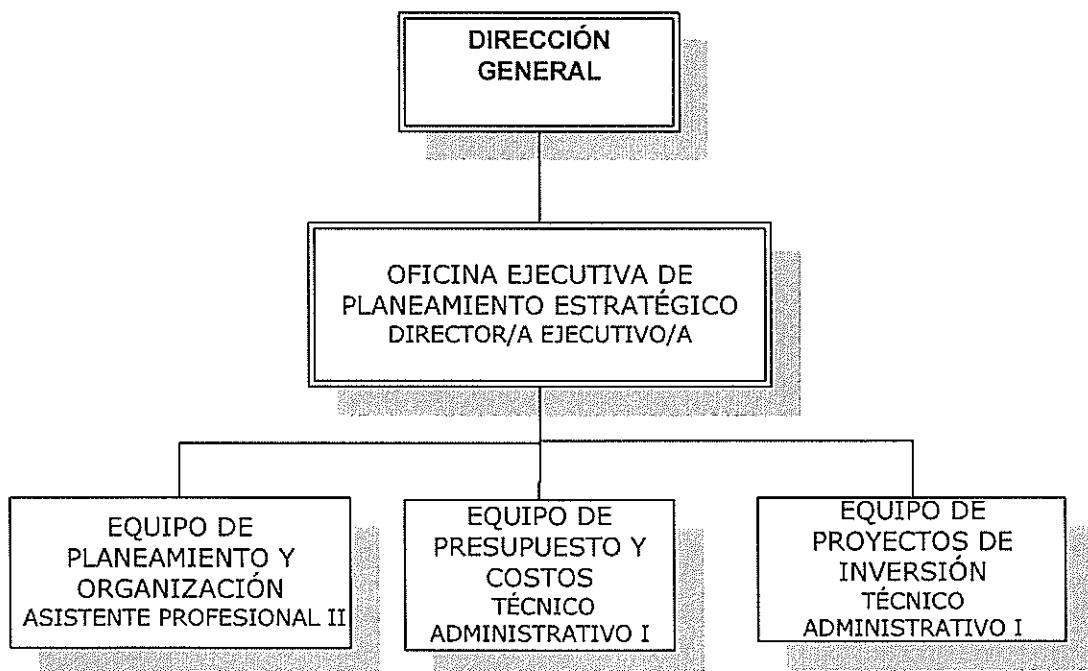 DIRECCIÓN
GENERAL
OFICINA EJECUTIVA DE
PLANEAMIENTO ESTRATÉGICO
DIRECTOR/A EJECUTIVO/A
EQUIPO DE
PLANEAMIENTO Y
ORGANIZACIÓN
ASISTENTE PROFESIONAL II
EQUIPO DE
PRESUPUESTO Y
COSTOS
TÉCNICO
ADMINISTRATIVO I
EQUIPO DE
PROYECTOS DE
INVERSIÓN
TÉCNICO
ADMINISTRATIVO I